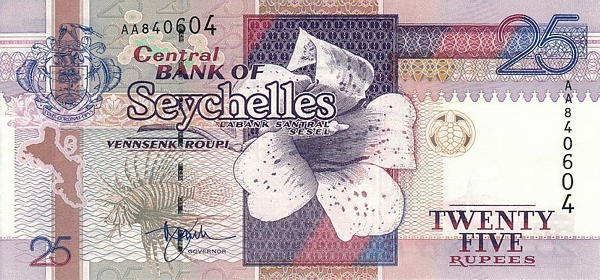 AA840604
25
Central
BANK OF
Seychelles
LABANK SANTRAL
SESEL
VENNSENK ROUPI
AA840604
GOVERNOR
25
TWENTY
FIVE
RUPEES